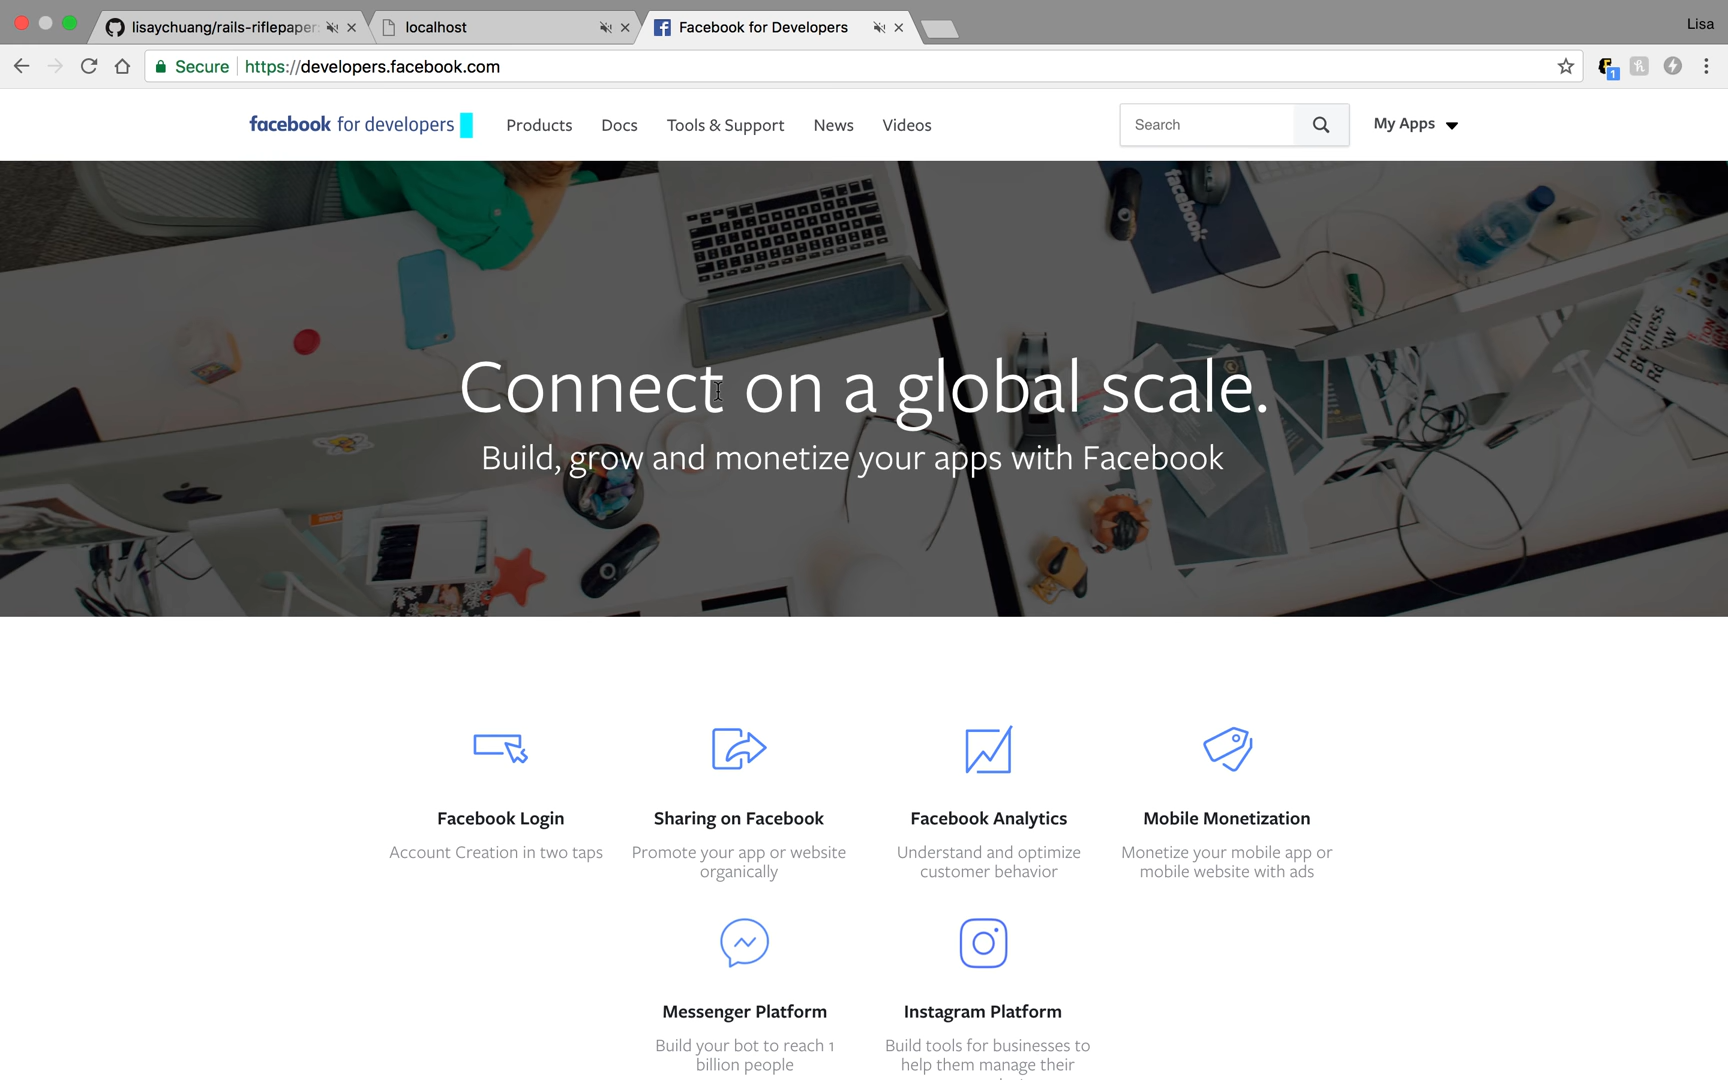 lisaychuang/rails-riflepaper
localhost
Facebook for Developers
Lisa
Secure
https://developers.facebook.com
1
facebook for developers
Products
Docs
Tools & Support
News
Videos
Search
My Apps
facebook
Harvard
Business
Connect on a global scale.
Build, grow and monetize your apps with Facebook
Facebook Login
Sharing on Facebook
Facebook Analytics
Mobile Monetization
Account Creation in two taps
Promote your app or website
organically
Understand and optimize
customer behavior
Monetize your mobile app or
mobile website with ads
Messenger Platform
Instagram Platform
Build your bot to reach 1
billion people
Build tools for businesses to
help them manage their